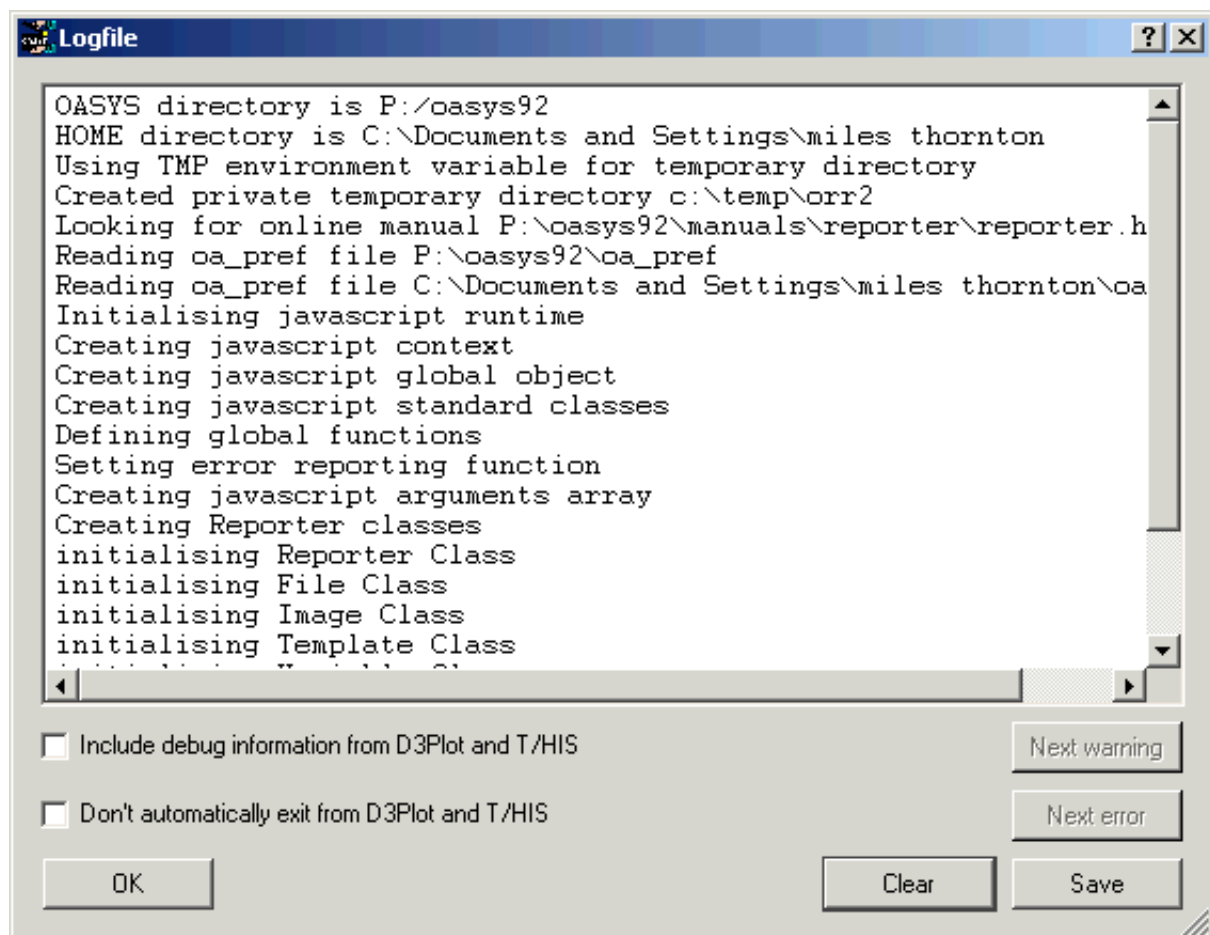 Logfile
OASYS directory is P:/oasys92
HOME directory is C:\Documents and Settings\miles thornton
Using TMP environment variable for temporary directory
Created private temporary directory c:\temp\orr2
Looking for online manual P:\oasys92\manuals\reporter\reporter.h
Reading oa_pref file P:\oasys92\oa_pref
Reading oa_pref file C:\Documents and Settings\miles thornton\oa
Initialising javascript runtime
Creating javascript context
Creating javascript global object
Creating javascript standard classes
Defining global functions
Setting error reporting function
Creating javascript arguments array
Creating Reporter classes
initialising Reporter Class
initialising File Class
initialising Image Class
initialising Template Class
Include debug information from D3Plot and T/HIS
Next warning
Don't automatically exit from D3Plot and T/HIS
Next error
OK
Clear
Save